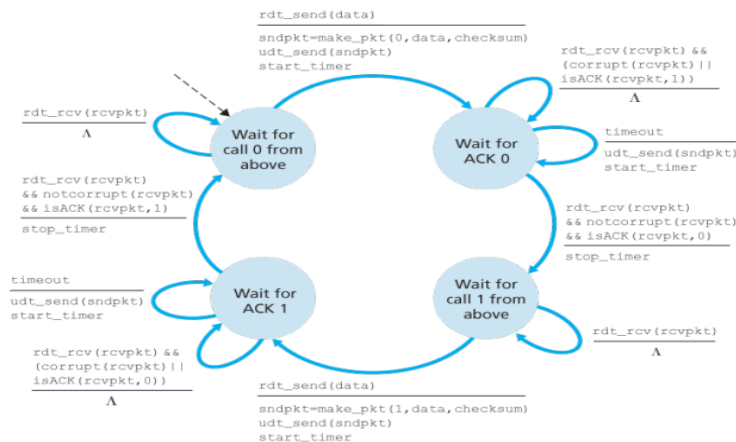 rdt_send(data)
sndpkt=make_pkt(0,data,checksum)
udt_send(sndpkt)
start_timer
rdt_rcv(rcvpkt) &&
(corrupt(rcvpkt)||
isACK(rcvpkt,1))
Λ
rdt_rcv(rcvpkt)
Λ
Wait for
call 0 from
above
Wait for
ACK 0
timeout
udt_send(sndpkt)
start_timer
rdt_rcv(rcvpkt)
&& notcorrupt(rcvpkt)
&& isACK(rcvpkt,1)
stop_timer
rdt_rcv(rcvpkt)
&& notcorrupt(rcvpkt)
&& isACK(rcvpkt,0)
stop_timer
timeout
udt_send(sndpkt)
start_timer
Wait for
ACK 1
Wait for
call 1 from
above
rdt_rcv(rcvpkt)
Λ
rdt_rcv(rcvpkt) &&
(corrupt(rcvpkt)||
isACK(rcvpkt,0))
Λ
rdt_send(data)
sndpkt=make_pkt(1,data,checksum)
udt_send(sndpkt)
start_timer